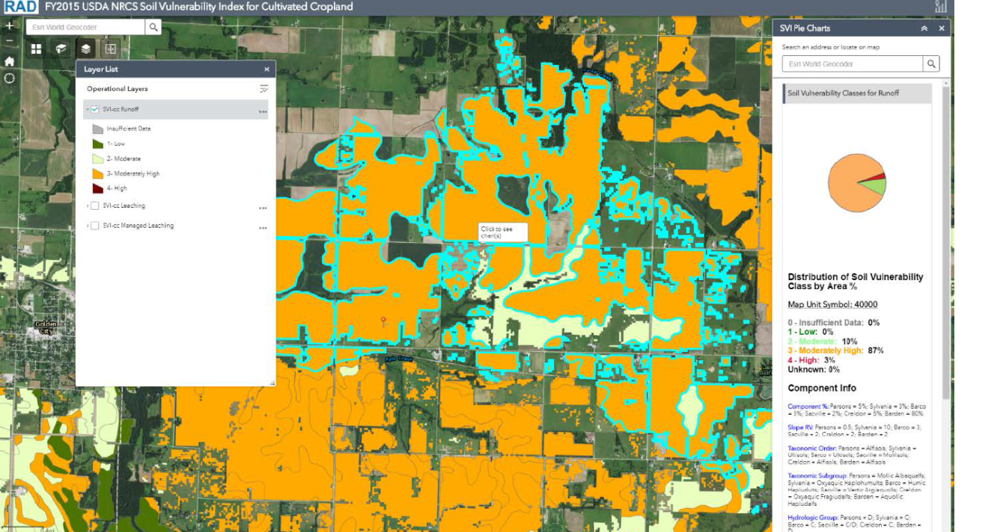 RAD FY2015 USDA NRCS Soil Vulnerability Index for Cultivated Cropland
Esri World Geocoder
Layer List
Operational Layers
SVI-cc Runoff
Insufficient Data
1- Low
2- Moderate
3- Moderately High
4- High
SVI-cc Leaching
SVI-cc Managed Leaching
Golden
City
Click to see
chart(s)
SVI Pie Charts
Search an address or locate on map
Esri World Geocoder
Soil Vulnerability Classes for Runoff
Distribution of Soil Vulnerability
Class by Area %
Map Unit Symbol: 40000
0 - Insufficient Data: 0%
1 - Low: 0%
2 - Moderate: 10%
3 - Moderately High: 87%
4 - High: 3%
Unkncwn: 0%
Component Info
Component %: Parsons = 5%; Sylvania = 3%; Barco
= 5%; Sacville = 2%; Creldon = 5%; Barden = 80%
Slope RV: Parsons = 0.5; Sylvania = 10; Barco = 3;
Sacville = 2; Creldon = 2; Barden = 2
Taxonomic Order: Parsons = Alfisols; Sylvania =
Ultisols; Barco = Ultisols; Sacville = Mollisols;
Creldon = Alfisols; Barden = Alfisols
Taxonomic Subgroup: Parsons = Mollic Albaqualfs;
Sylvania = Oxyaquic Haplohumults; Barco = Humic
Hapludults; Sacville = Vertic Argiaquolls; Creldon
= Oxyaquic Fragiudalfs; Barden = Aquollic
Hapludalfs
Hydrologic Group: Parsons = D; Sylvania = C;
Barco = C; Sacville = C/D; Creldon = C; Barden =
D